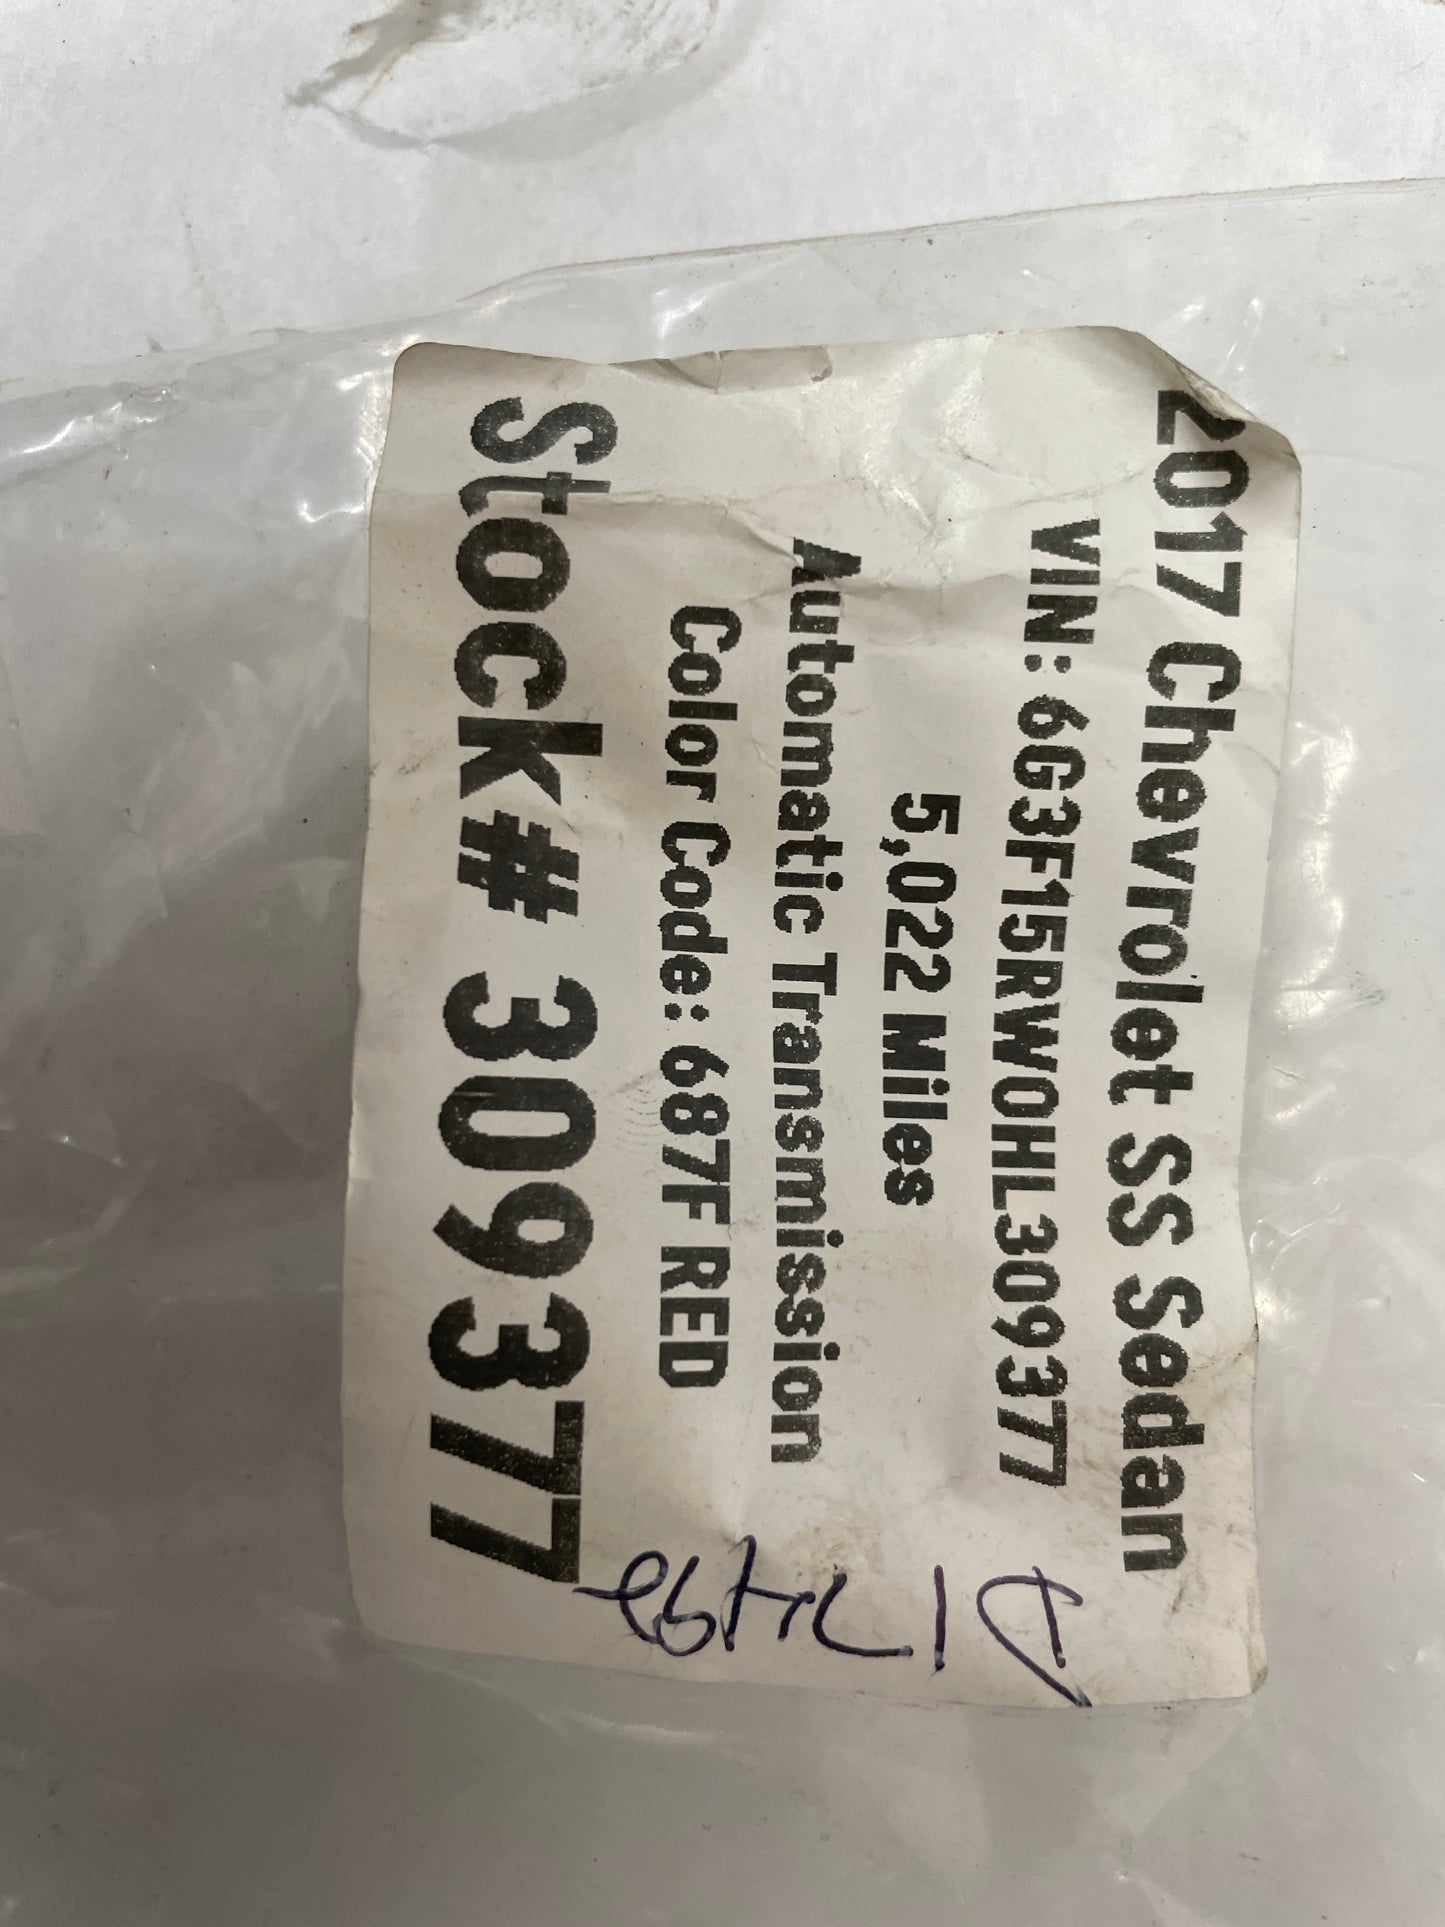 2017 Chevrolet SS Sedan
VIN: 6G3F15RW0HL309377
5,022 Miles
Automatic Transmission
Color Code: 687F RED
Stock# 309377